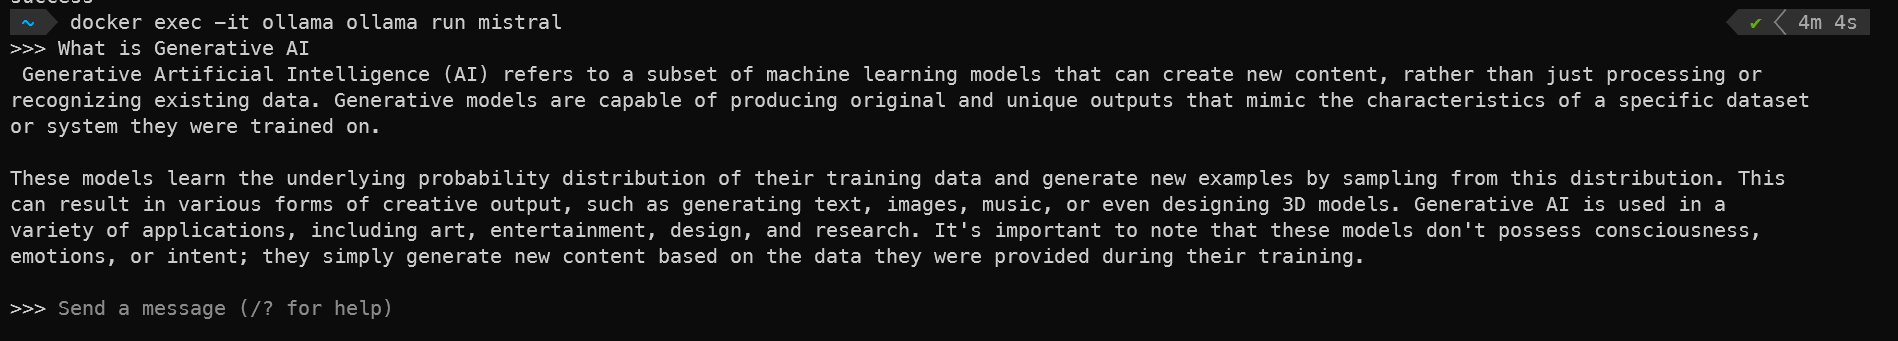 success
~ docker exec -it ollama ollama run mistral ✔ 4m 4s
>>> What is Generative AI
Generative Artificial Intelligence (AI) refers to a subset of machine learning models that can create new content, rather than just processing or
recognizing existing data. Generative models are capable of producing original and unique outputs that mimic the characteristics of a specific dataset
or system they were trained on.
These models learn the underlying probability distribution of their training data and generate new examples by sampling from this distribution. This
can result in various forms of creative output, such as generating text, images, music, or even designing 3D models. Generative AI is used in a
variety of applications, including art, entertainment, design, and research. It's important to note that these models don't possess consciousness,
emotions, or intent; they simply generate new content based on the data they were provided during their training.
>>> Send a message (/? for help)